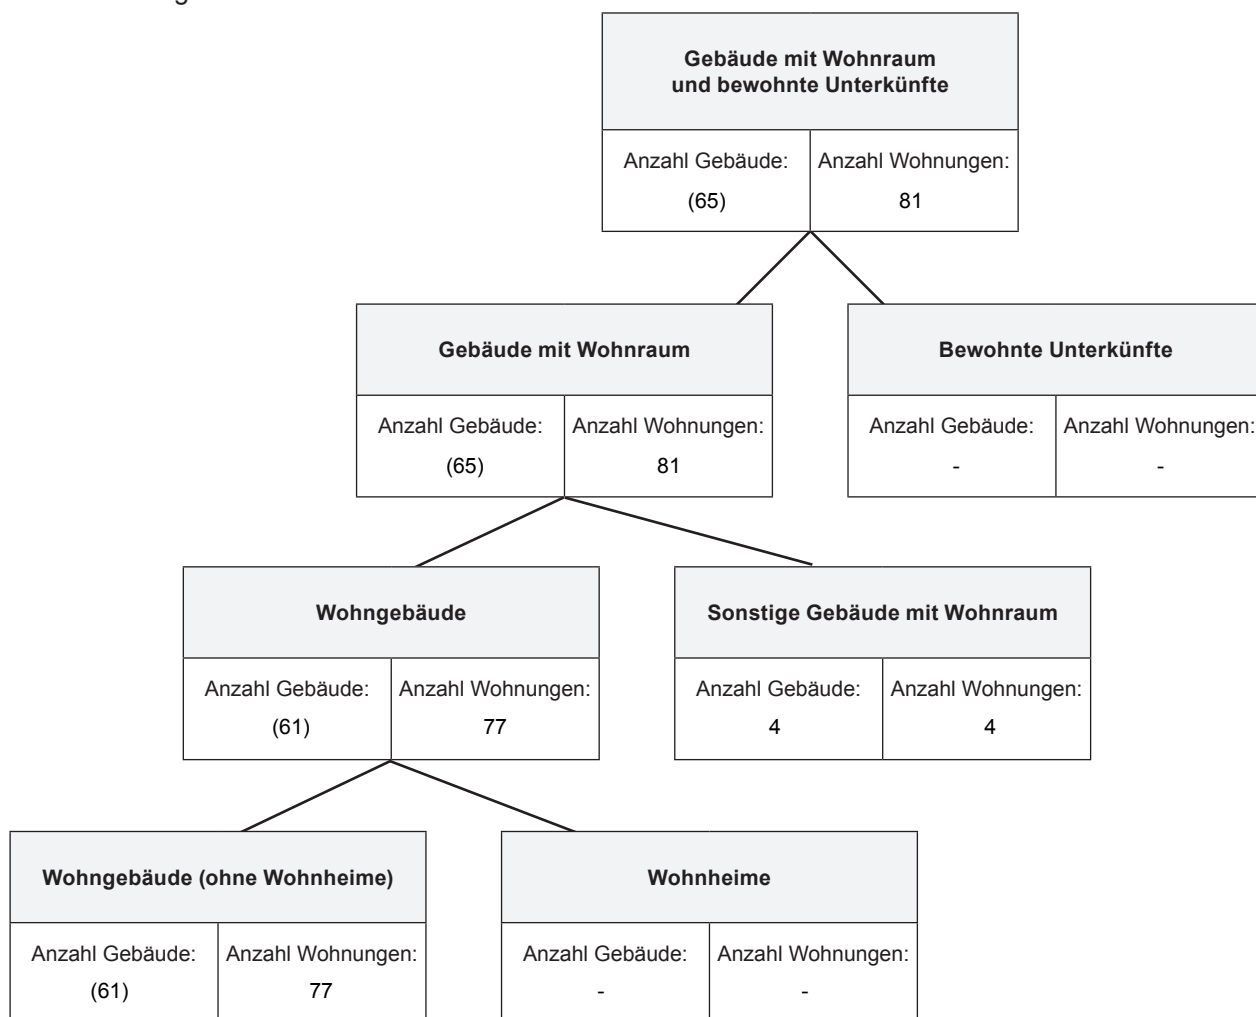 Gebäude mit Wohnraum
und bewohnte Unterkünfte
Anzahl Gebäude: Anzahl Wohnungen:
(65) 81
Gebäude mit Wohnraum
Bewohnte Unterkünfte
Anzahl Gebäude: Anzahl Wohnungen:
(65) 81
Anzahl Gebäude: Anzahl Wohnungen:
- -
Wohngebäude
Sonstige Gebäude mit Wohnraum
Anzahl Gebäude: Anzahl Wohnungen:
(61) 77
Anzahl Gebäude: Anzahl Wohnungen:
4 4
Wohngebäude (ohne Wohnheime)
Wohnheime
Anzahl Gebäude: Anzahl Wohnungen:
(61) 77
Anzahl Gebäude: Anzahl Wohnungen:
- -